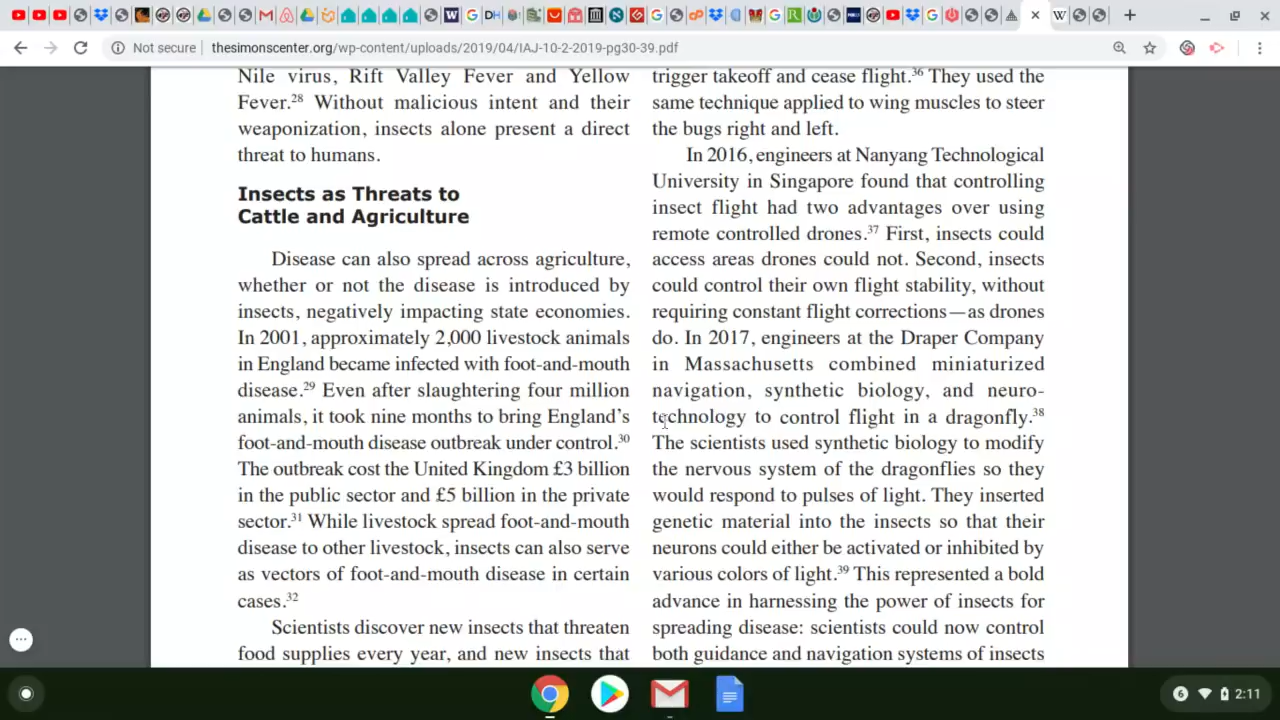 Not secure
thesimonscenter.org/wp-content/uploads/2019/04/IAJ-10-2-2019-pg30-39.pdf
Nile virus, Rift Valley Fever and Yellow
Fever.28 Without malicious intent and their
weaponization, insects alone present a direct
threat to humans.
Insects as Threats to
Cattle and Agriculture
Disease can also spread across agriculture,
whether or not the disease is introduced by
insects, negatively impacting state economies.
In 2001, approximately 2,000 livestock animals
in England became infected with foot-and-mouth
disease.29 Even after slaughtering four million
animals, it took nine months to bring England's
foot-and-mouth disease outbreak under control.30
The outbreak cost the United Kingdom £3 billion
in the public sector and £5 billion in the private
sector.31 While livestock spread foot-and-mouth
disease to other livestock, insects can also serve
as vectors of foot-and-mouth disease in certain
cases.32
Scientists discover new insects that threaten
food supplies every year, and new insects that
trigger takeoff and cease flight.36 They used the
same technique applied to wing muscles to steer
the bugs right and left.
In 2016, engineers at Nanyang Technological
University in Singapore found that controlling
insect flight had two advantages over using
remote controlled drones.37 First, insects could
access areas drones could not. Second, insects
could control their own flight stability, without
requiring constant flight corrections—as drones
do. In 2017, engineers at the Draper Company
in Massachusetts combined miniaturized
navigation, synthetic biology, and neuro-
technology to control flight in a dragonfly.38
The scientists used synthetic biology to modify
the nervous system of the dragonflies so they
would respond to pulses of light. They inserted
genetic material into the insects so that their
neurons could either be activated or inhibited by
various colors of light.39 This represented a bold
advance in harnessing the power of insects for
spreading disease: scientists could now control
both guidance and navigation systems of insects
6
2:11